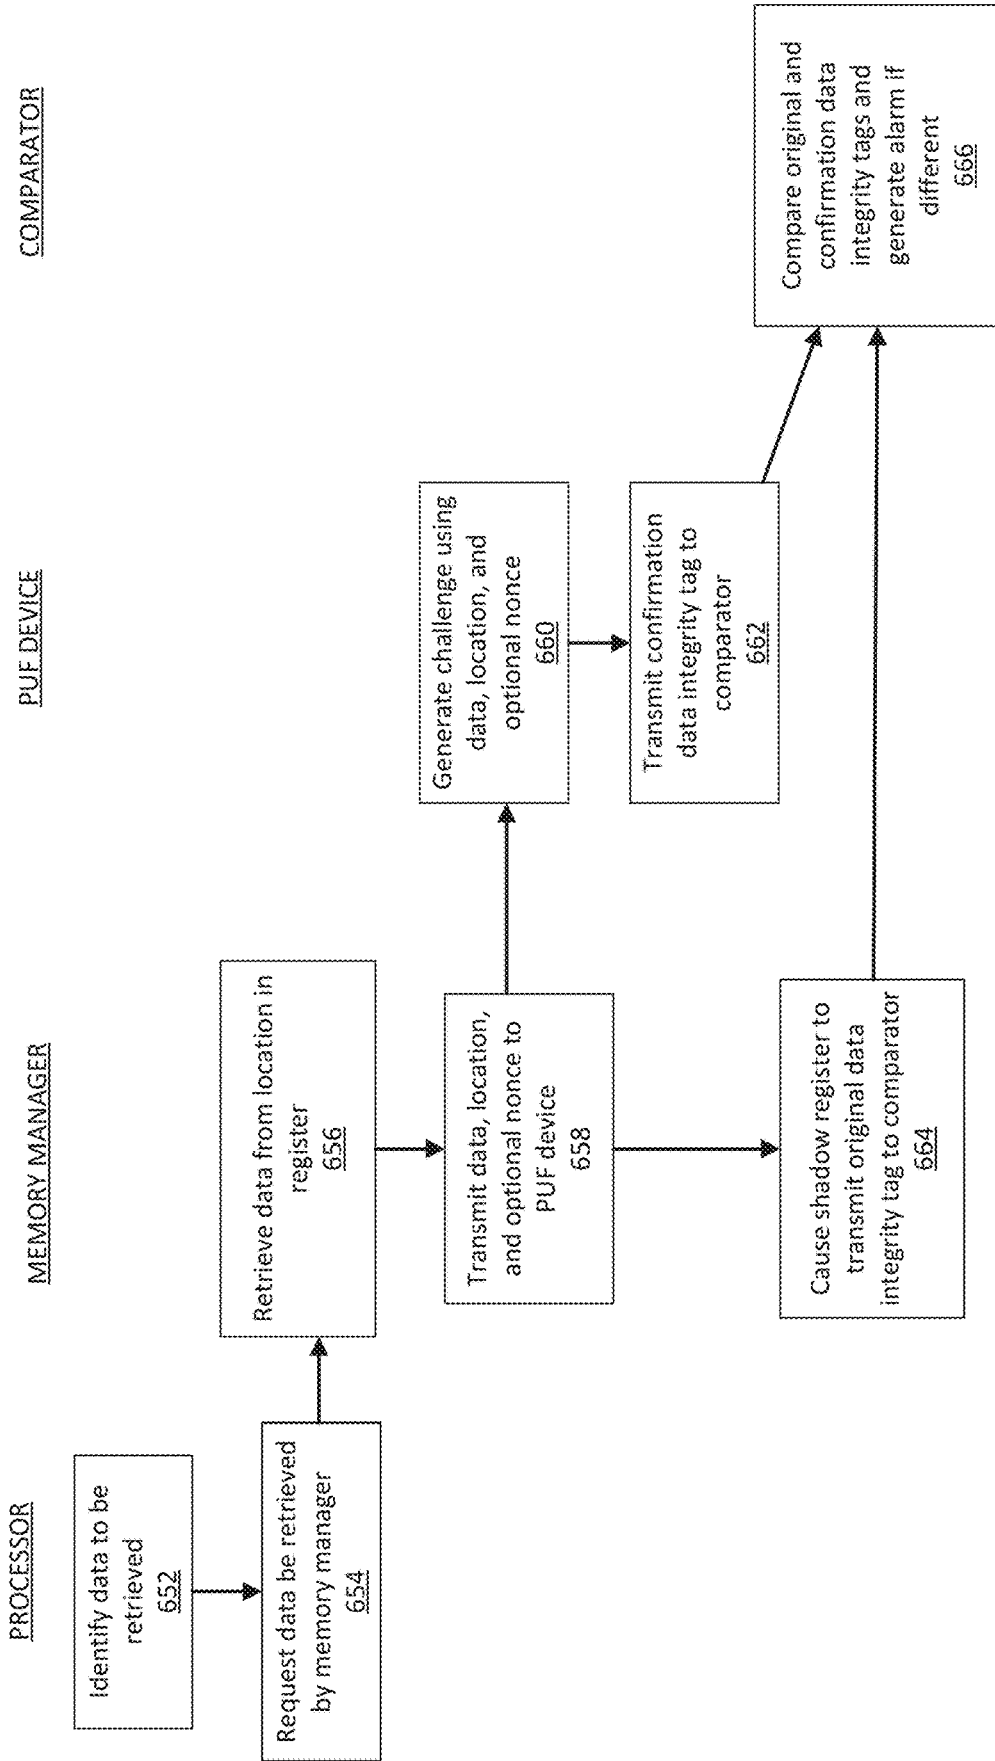 PROCESSOR
MEMORY MANAGER
PUF DEVICE
COMPARATOR
Identify data to be
retrieved
652
Request data be retrieved
by memory manager
654
Retrieve data from location in
register
656
Transmit data, location,
and optional nonce to
PUF device
658
Generate challenge using
data, location, and
optional nonce
660
Transmit confirmation
data integrity tag to
comparator
662
Cause shadow register to
transmit original data
integrity tag to comparator
664
Compare original and
confirmation data
integrity tags and
generate alarm if
different
666